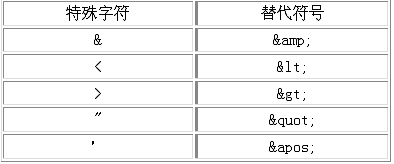 特殊字符 替代符号
& &amp;
< &lt;
> &gt;
" &quot;
' &apos;